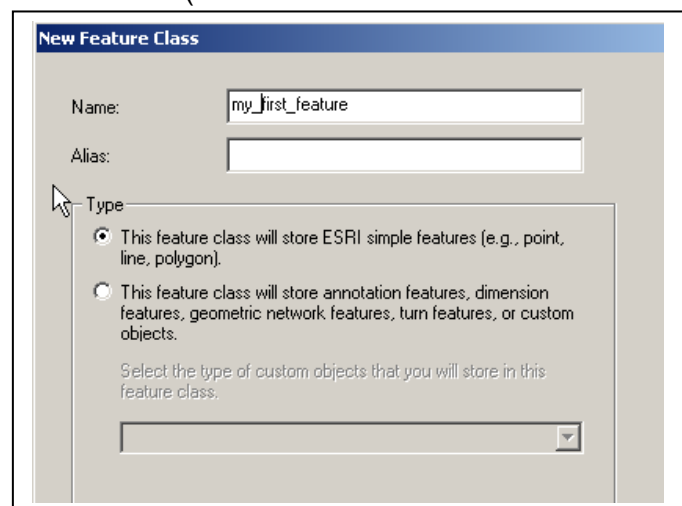 (
New Feature Class
Name:
my_first_feature
Alias:
Type
This feature class will store ESRI simple features (e.g., point,
line, polygon).
This feature class will store annotation features, dimension
features, geometric network features, turn features, or custom
objects.
Select the type of custom objects that you will store in this
feature class.